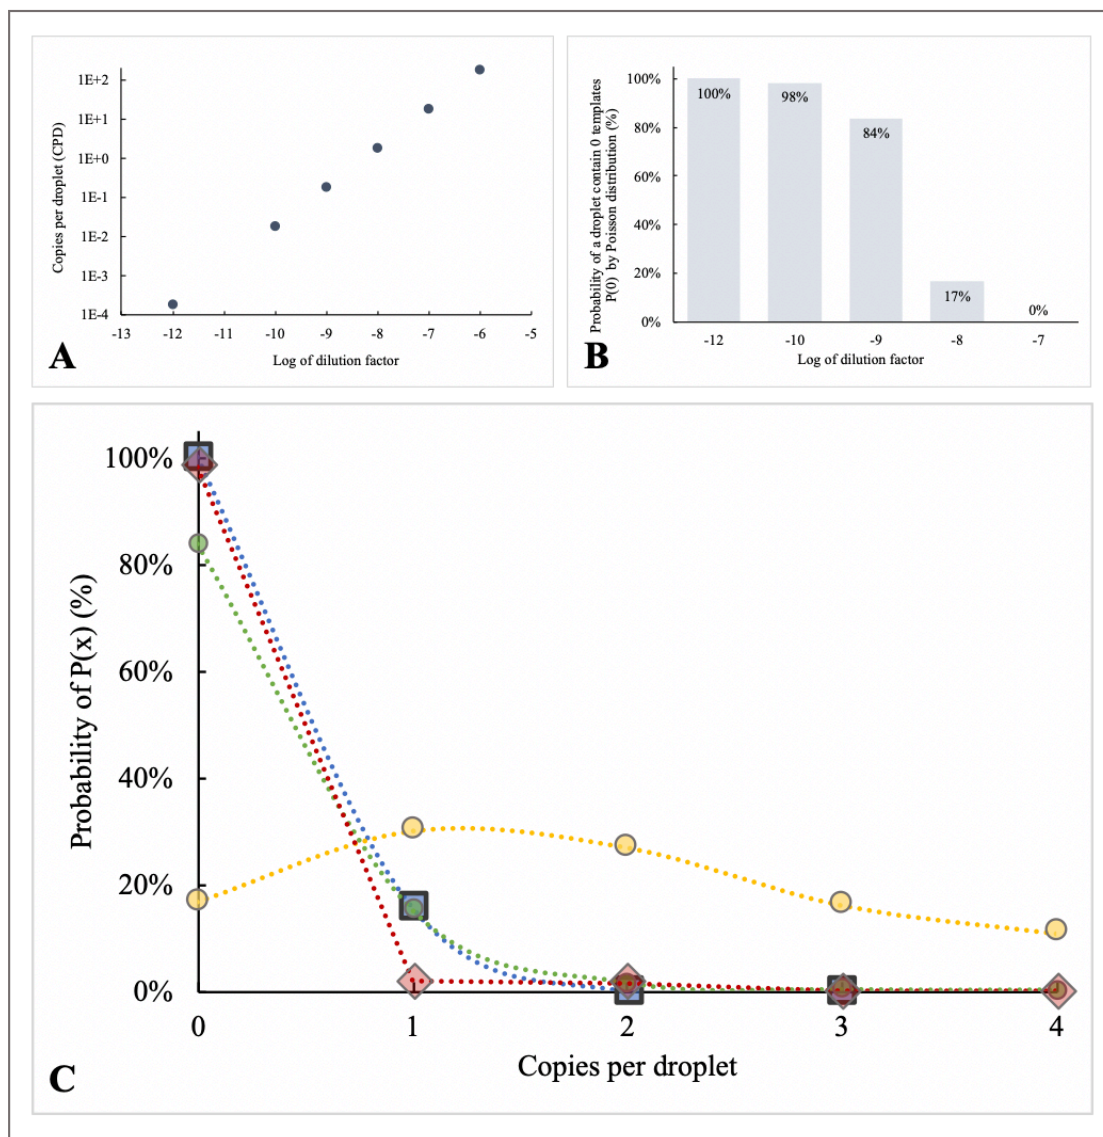 Copies per droplet (CPD)
1E+2
1E+1
1E+0
1E-1
1E-2
1E-3
1E-4
-13 -12 -11 -10 -9 -8 -7 -6 -5
Log of dilution factor
A
Probability of a droplet contain 0 templates
P(0) by Poisson distribution (%)
100%
80%
60%
40%
20%
0%
100%
98%
84%
17%
0%
-12 -10 -9 -8 -7
Log of dilution factor
B
Probability of P(x) (%)
100%
80%
60%
40%
20%
0%
0 1 2 3 4
Copies per droplet
C